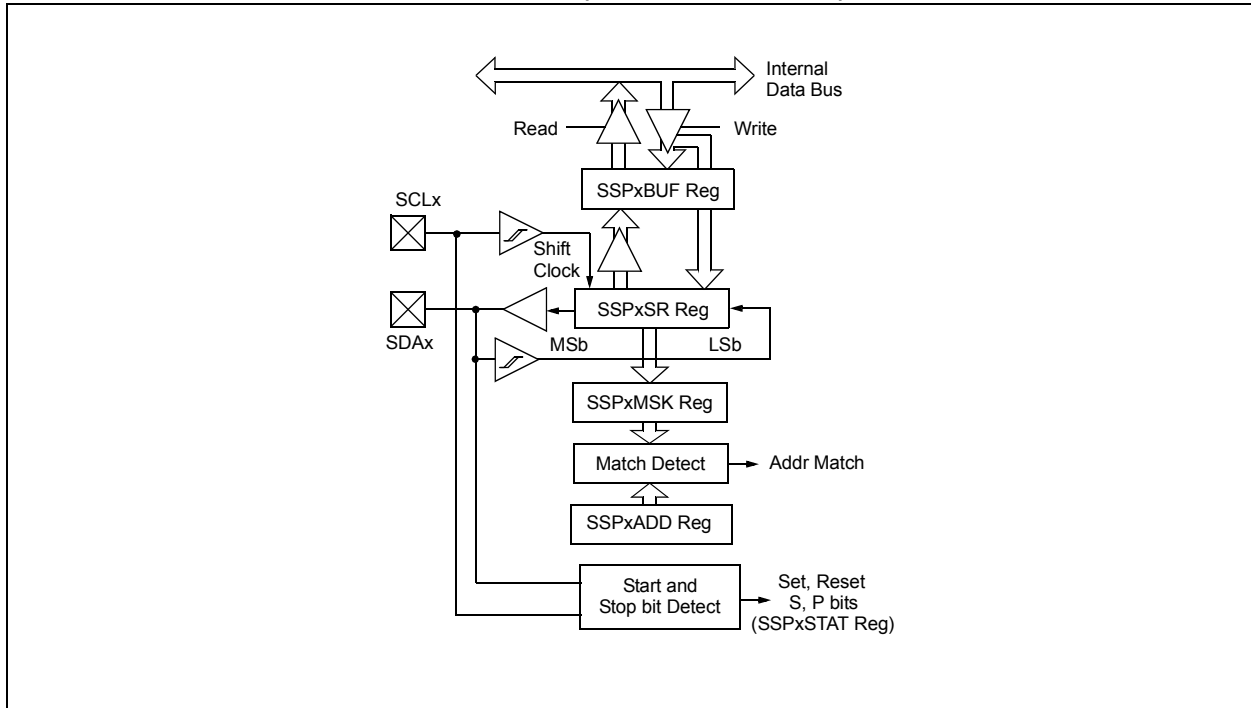 Internal
Data Bus
Read
Write
SSPxBUF Reg
SCLx
Shift
Clock
SSPxSR Reg
SDAx
MSb
LSb
SSPxMSK Reg
Match Detect
Addr Match
SSPxADD Reg
Start and
Stop bit Detect
Set, Reset
S, P bits
(SSPxSTAT Reg)